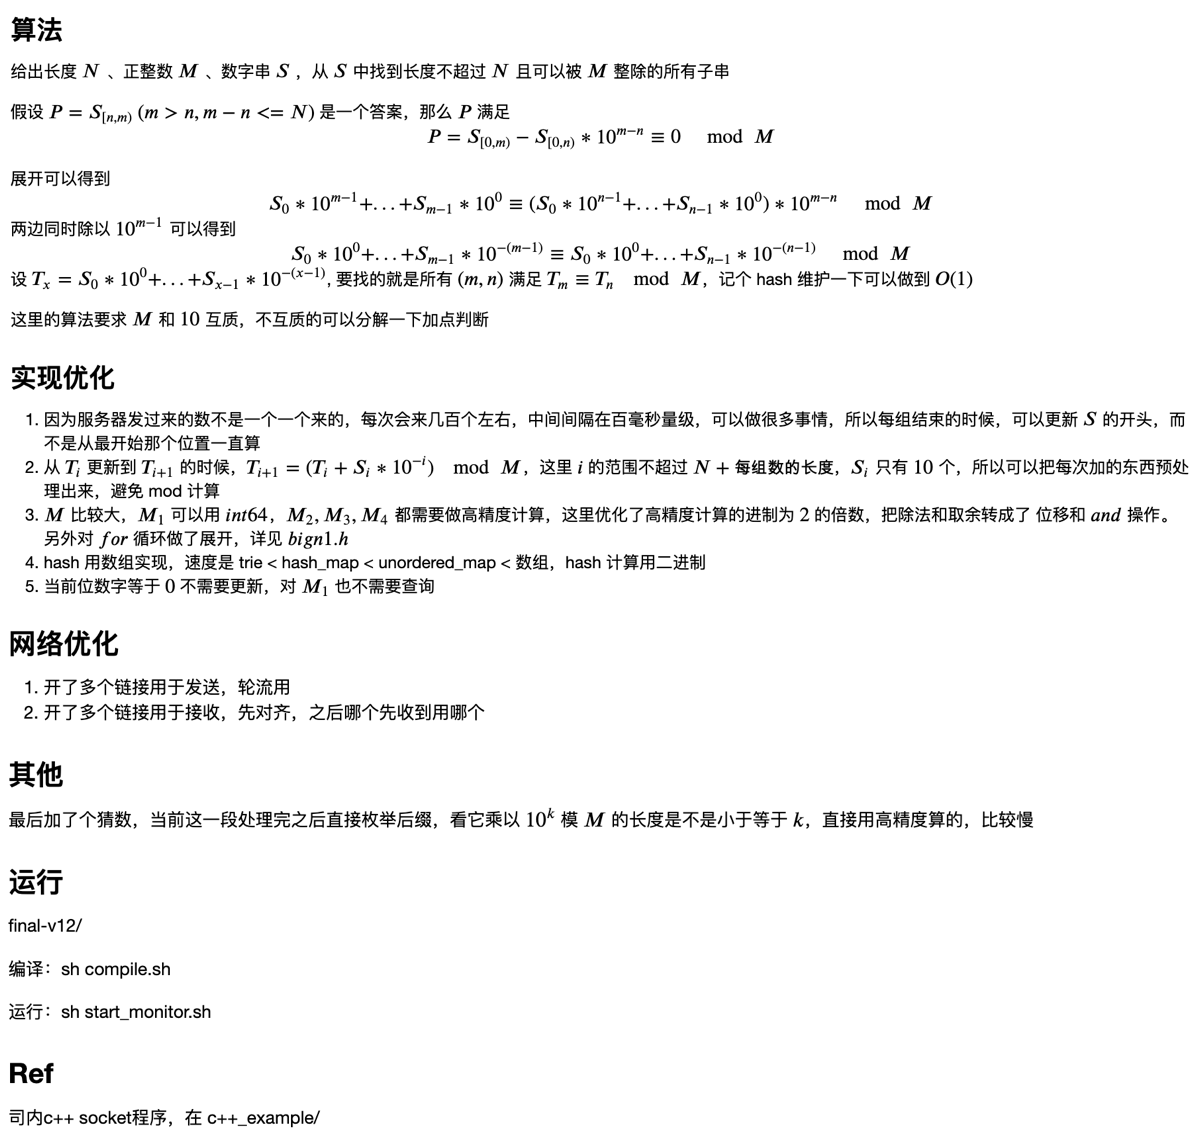 算法
给出长度 N 、正整数 M 、数字串 S ，从 S 中找到长度不超过 N 且可以被 M 整除的所有子串
假设 P = S_{[n,m)} (m > n, m − n <= N) 是一个答案，那么 P 满足
P = S_{[0,m)} − S_{[0,n)} ∗ 10^{m−n} ≡ 0 mod M
展开可以得到
S_0 ∗ 10^{m−1}+. . . +S_{m−1} ∗ 10^0 ≡ (S_0 ∗ 10^{n−1}+. . . +S_{n−1} ∗ 10^0) ∗ 10^{m−n} mod M
两边同时除以 10^{m−1} 可以得到
S_0 ∗ 10^0+. . . +S_{m−1} ∗ 10^{−(m−1)} ≡ S_0 ∗ 10^0+. . . +S_{n−1} ∗ 10^{−(n−1)} mod M
设 T_x = S_0 ∗ 10^0+. . . +S_{x−1} ∗ 10^{−(x−1)}, 要找的就是所有 (m, n) 满足 T_m ≡ T_n mod M，记个 hash 维护一下可以做到 O(1)
这里的算法要求 M 和 10 互质，不互质的可以分解一下加点判断
实现优化
1. 因为服务器发过来的数不是一个一个来的，每次会来几百个左右，中间间隔在百毫秒量级，可以做很多事情，所以每组结束的时候，可以更新 S 的开头，而
不是从最开始那个位置一直算
2. 从 T_i 更新到 T_{i+1} 的时候，T_{i+1} = (T_i + S_i ∗ 10^{−i}) mod M，这里 i 的范围不超过 N + 每组数的长度，S_i 只有 10 个，所以可以把每次加的东西预处
理出来，避免 mod 计算
3. M 比较大，M_1 可以用 int64，M_2, M_3, M_4 都需要做高精度计算，这里优化了高精度计算的进制为 2 的倍数，把除法和取余转成了 位移和 and 操作。
另外对 for 循环做了展开，详见 bign1.h
4. hash 用数组实现，速度是 trie < hash_map < unordered_map < 数组，hash 计算用二进制
5. 当前位数字等于 0 不需要更新，对 M_1 也不需要查询
网络优化
1. 开了多个链接用于发送，轮流用
2. 开了多个链接用于接收，先对齐，之后哪个先收到用哪个
其他
最后加了个猜数，当前这一段处理完之后直接枚举后缀，看它乘以 10^k 模 M 的长度是不是小于等于 k，直接用高精度算的，比较慢
运行
final-v12/
编译：sh compile.sh
运行：sh start_monitor.sh
Ref
司内c++ socket程序，在 c++_example/